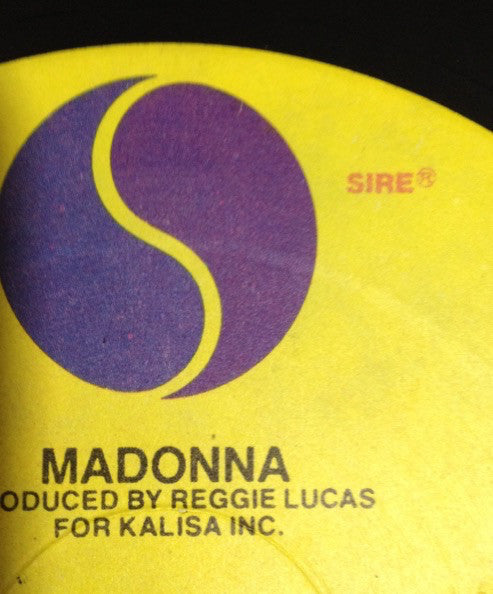 SIRE®
MADONNA
ODUCED BY REGGIE LUCAS
FOR KALISA INC.